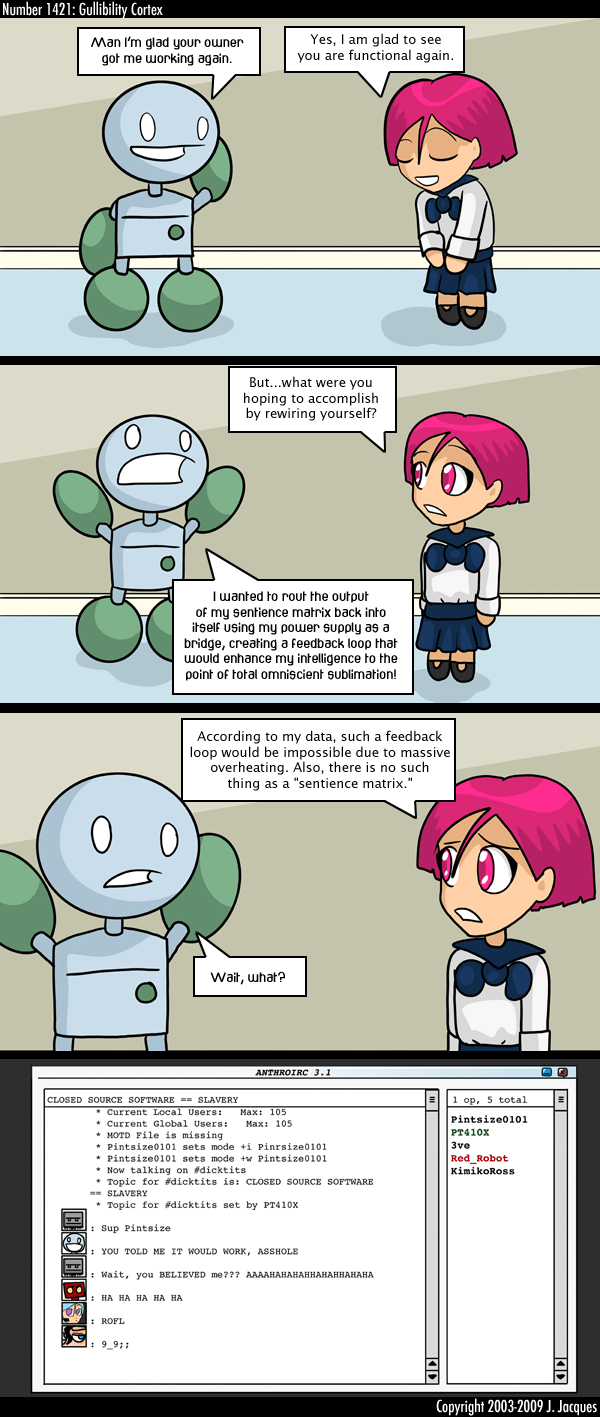 Number 1421: Gullibility Cortex
Man I'm glad your owner
got me working again.
Yes, I am glad to see
you are functional again.
But...what were you
hoping to accomplish
by rewiring yourself?
I wanted to rout the output
of my sentience matrix back into
itself using my power supply as a
bridge, creating a feedback loop that
would enhance my intelligence to the
point of total omniscient sublimation!
According to my data, such a feedback
loop would be impossible due to massive
overheating. Also, there is no such
thing as a "sentience matrix."
Wait, what?
ANTHROIRC 3.1
CLOSED SOURCE SOFTWARE == SLAVERY
* Current Local Users: Max: 105
* Current Global Users: Max: 105
* MOTD File is missing
* Pintsize0101 sets mode +i Pinrsize0101
* Pintsize0101 sets mode +w Pintsize0101
* Now talking on #dicktits
* Topic for #dicktits is: CLOSED SOURCE SOFTWARE
== SLAVERY
* Topic for #dicktits set by PT410X
: Sup Pintsize
: YOU TOLD ME IT WOULD WORK, ASSHOLE
: Wait, you BELIEVED me??? AAAAHAHAHAHHAHAHHAHAHA
: HA HA HA HA HA
: ROFL
: 9_9;;
1 op, 5 total
Pintsize0101
PT410X
3ve
Red_Robot
KimikoRoss
Copyright 2003-2009 J. Jacques